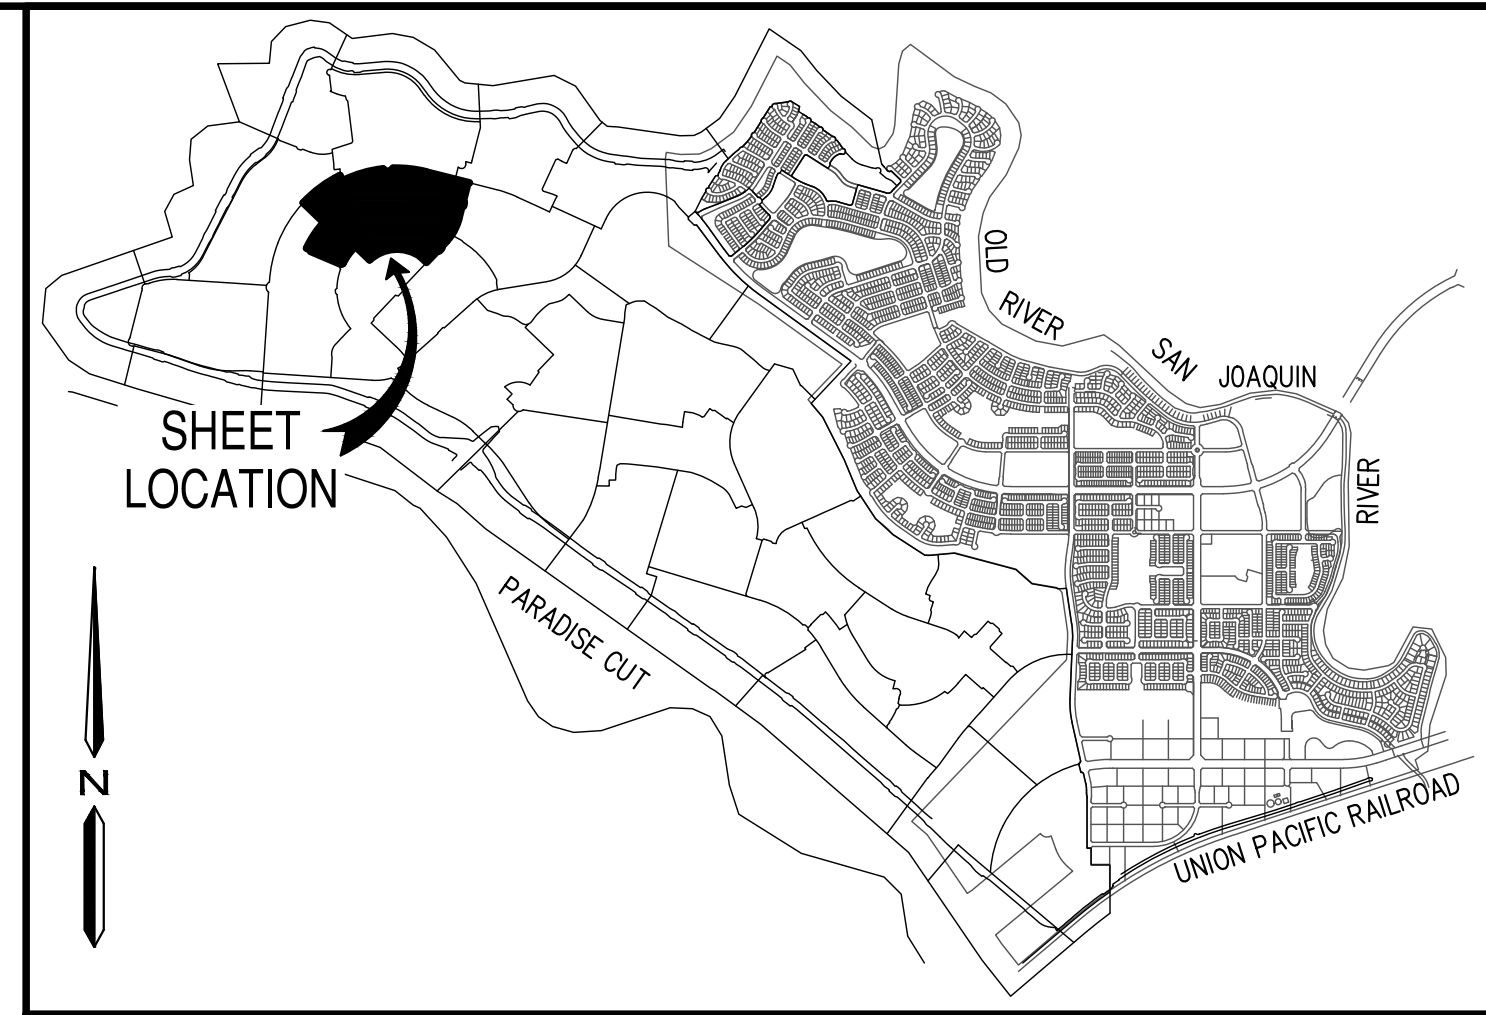 OLD
RIVER
SAN
JOAQUIN
RIVER
SHEET
LOCATION
PARADISE CUT
N
UNION PACIFIC RAILROAD